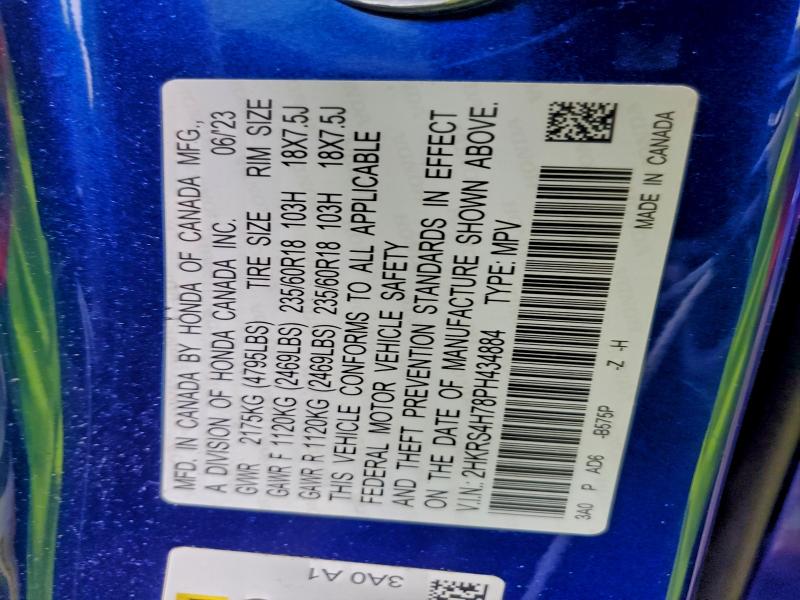 MFD. IN CANADA BY HONDA OF CANADA MFG.,
A DIVISION OF HONDA CANADA INC. 06/'23
GWR 2175KG (4795LBS) TIRE SIZE RIM SIZE
GAWR F 1120KG (2469LBS) 235/60R18 103H 18X7.5J
GAWR R 1120KG (2469LBS) 235/60R18 103H 18X7.5J
THIS VEHICLE CONFORMS TO ALL APPLICABLE
FEDERAL MOTOR VEHICLE SAFETY
AND THEFT PREVENTION STANDARDS IN EFFECT
ON THE DATE OF MANUFACTURE SHOWN ABOVE.
V.I.N: 2HKRS4H78PH434884 TYPE: MPV
3A0 P AD6 -B575P -Z -H
MADE IN CANADA
3A0 A1